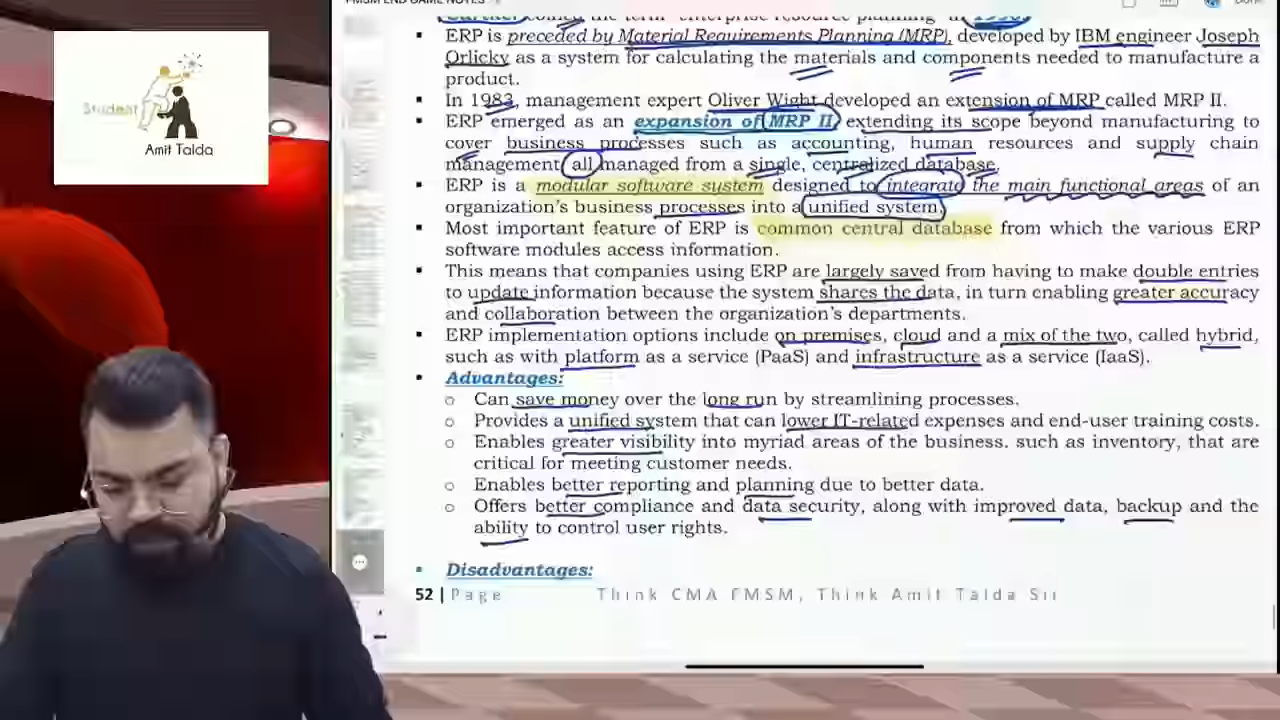 FMSM END GAME NOTES
coined the term "enterprise resource planning" in 1990.
ERP is preceded by Material Requirements Planning (MRP), developed by IBM engineer Joseph
Orlicky as a system for calculating the materials and components needed to manufacture a
product.
In 1983, management expert Oliver Wight developed an extension of MRP called MRP II.
ERP emerged as an expansion of MRP II extending its scope beyond manufacturing to
cover business processes such as accounting, human resources and supply chain
management all managed from a single, centralized database.
ERP is a modular software system designed to integrate the main functional areas of an
organization's business processes into a unified system.
Most important feature of ERP is common central database from which the various ERP
software modules access information.
This means that companies using ERP are largely saved from having to make double entries
to update information because the system shares the data, in turn enabling greater accuracy
and collaboration between the organization's departments.
ERP implementation options include on premises, cloud and a mix of the two, called hybrid,
such as with platform as a service (PaaS) and infrastructure as a service (IaaS).
Advantages:
Can save money over the long run by streamlining processes.
Provides a unified system that can lower IT-related expenses and end-user training costs.
Enables greater visibility into myriad areas of the business. such as inventory, that are
critical for meeting customer needs.
Enables better reporting and planning due to better data.
Offers better compliance and data security, along with improved data, backup and the
ability to control user rights.
Disadvantages:
52 | Page Think CMA FMSM, Think Amit Talda Sir
Student
Amit Talda